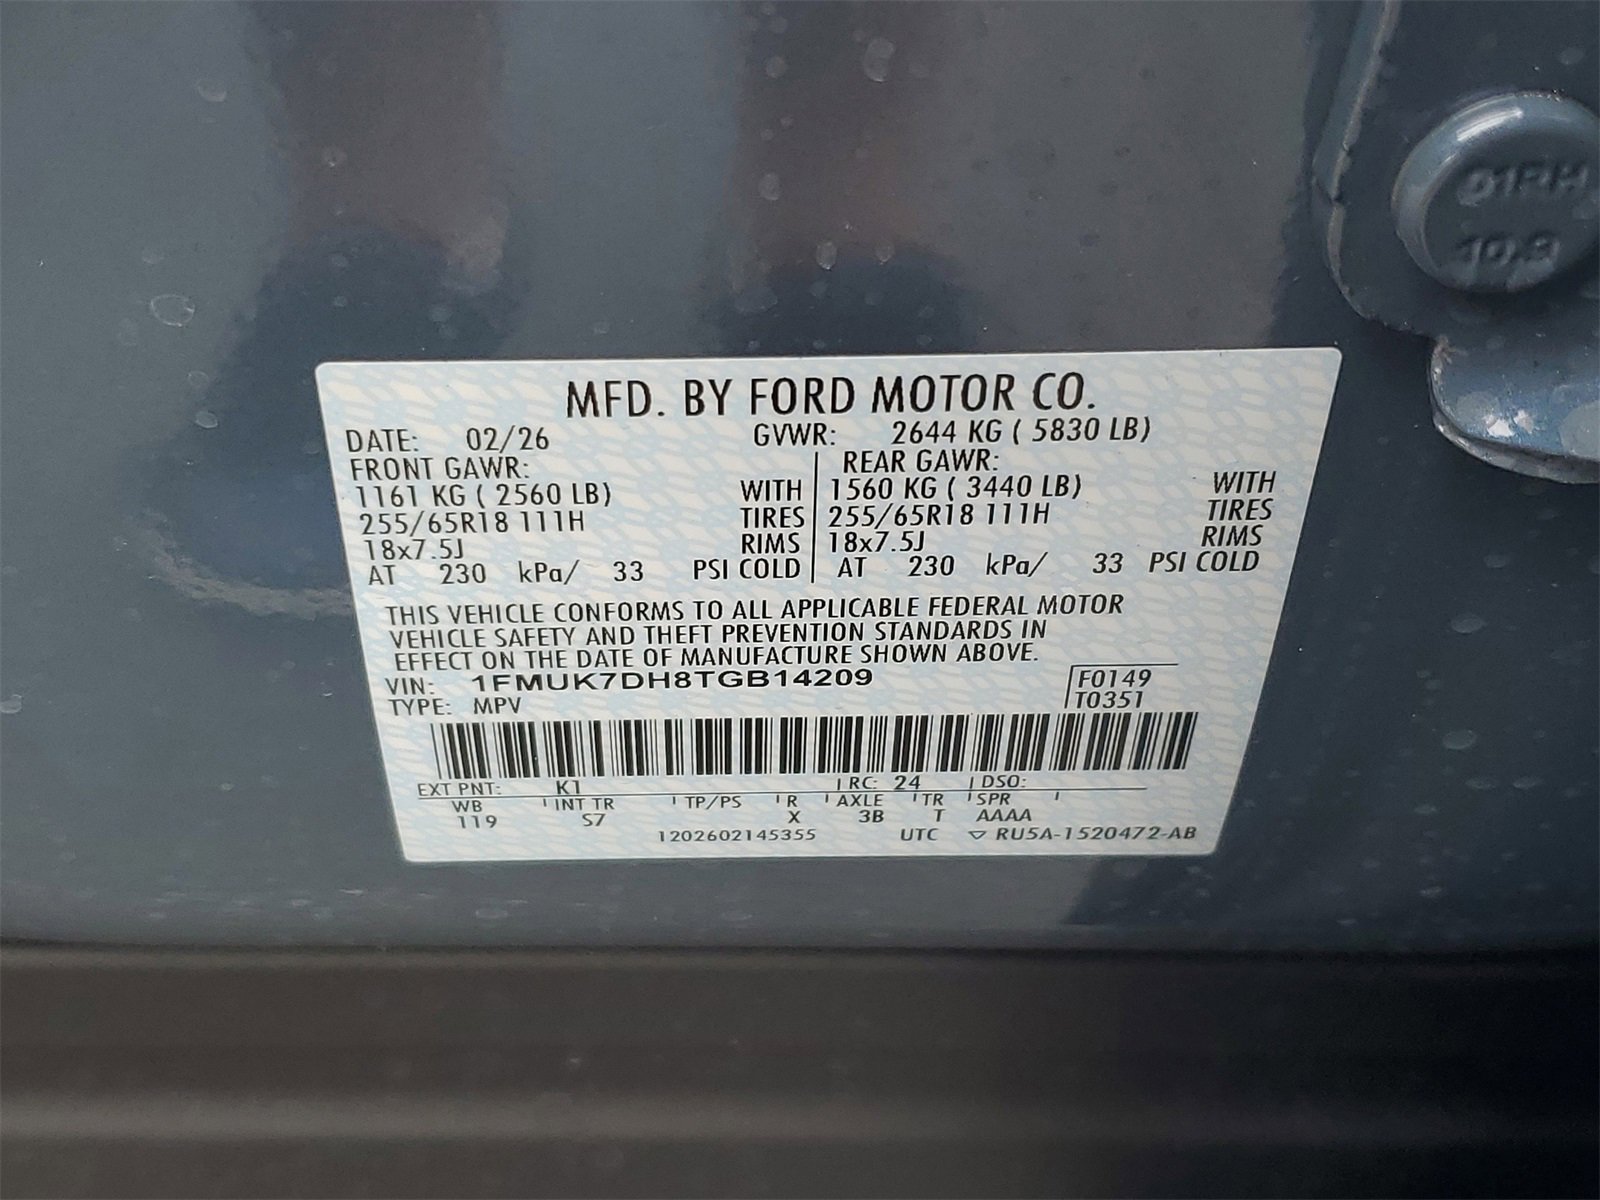 MFD. BY FORD MOTOR CO.
DATE: 02/26 GVWR: 2644 KG ( 5830 LB)
FRONT GAWR: REAR GAWR:
1161 KG ( 2560 LB) WITH 1560 KG ( 3440 LB) WITH
255/65R18 111H TIRES 255/65R18 111H TIRES
18x7.5J RIMS 18x7.5J RIMS
AT 230 kPa/ 33 PSI COLD AT 230 kPa/ 33 PSI COLD
THIS VEHICLE CONFORMS TO ALL APPLICABLE FEDERAL MOTOR
VEHICLE SAFETY AND THEFT PREVENTION STANDARDS IN
EFFECT ON THE DATE OF MANUFACTURE SHOWN ABOVE.
VIN: 1FMUK7DH8TGB14209 F0149
TYPE: MPV T0351
EXT PNT: K1 RC: 24 DSO:
WB INT TR TP/PS R AXLE TR SPR
119 S7 X 3B T AAAA
1202602145355 UTC ▽ RU5A-1520472-AB
10.9